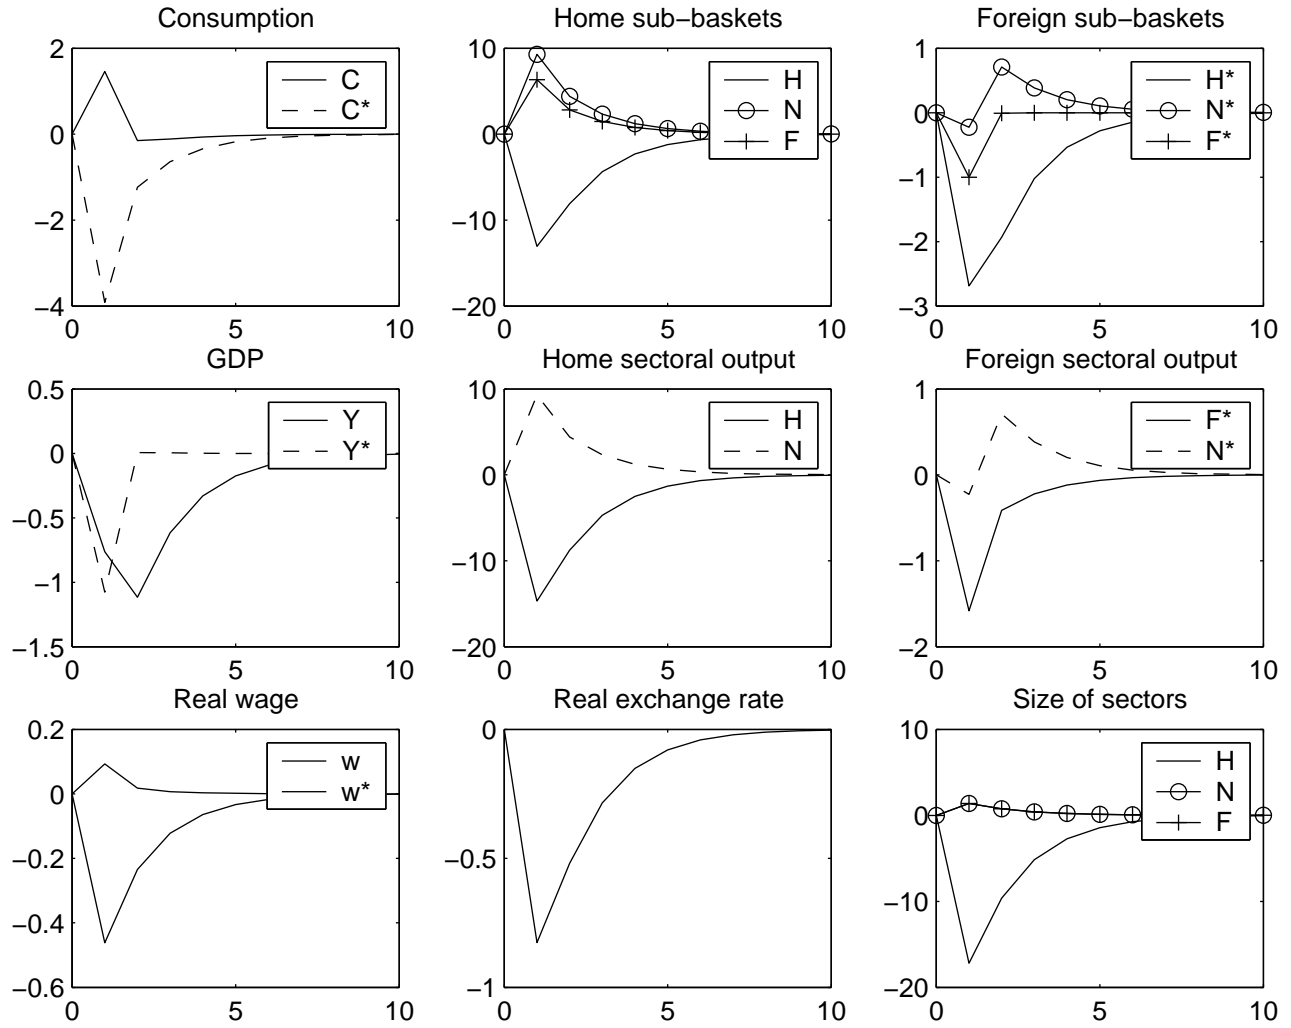 Consumption
2
0
−2
−4
0
5
10
C
C*
Home sub−baskets
10
0
−10
−20
0
5
10
H
N
F
Foreign sub−baskets
1
0
−1
−2
−3
0
5
10
H*
N*
F*
GDP
0.5
0
−0.5
−1
−1.5
0
5
10
Y
Y*
Home sectoral output
10
0
−10
−20
0
5
10
H
N
Foreign sectoral output
1
0
−1
−2
0
5
10
F*
N*
Real wage
0.2
0
−0.2
−0.4
−0.6
0
5
10
w
w*
Real exchange rate
0
−0.5
−1
0
5
10
Size of sectors
10
0
−10
−20
0
5
10
H
N
F